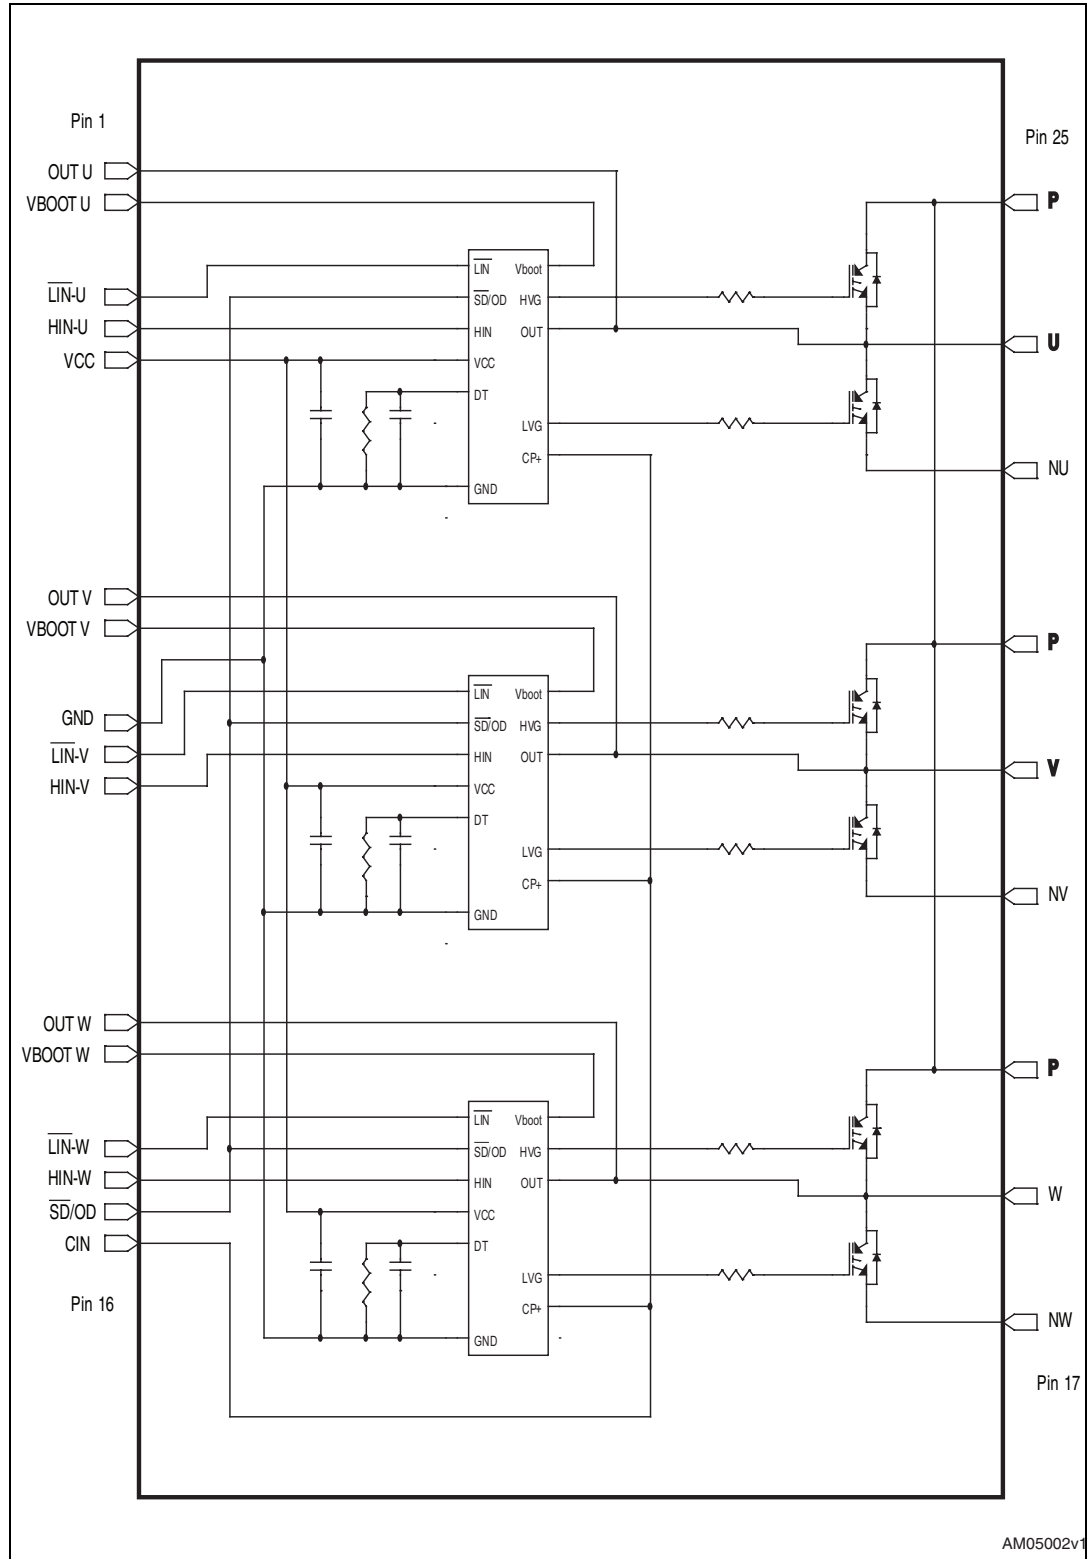 Pin 1
Pin 25
OUT U
VBOOT U
P
LIN-U
HIN-U
VCC
LIN
SD/OD
HIN
VCC
DT
GND
Vboot
HVG
OUT
LVG
CP+
U
NU
OUT V
VBOOT V
P
GND
LIN-V
HIN-V
LIN
SD/OD
HIN
VCC
DT
GND
Vboot
HVG
OUT
LVG
CP+
V
NV
OUT W
VBOOT W
P
LIN-W
HIN-W
SD/OD
CIN
LIN
SD/OD
HIN
VCC
DT
GND
Vboot
HVG
OUT
LVG
CP+
W
NW
Pin 16
Pin 17
AM05002v1